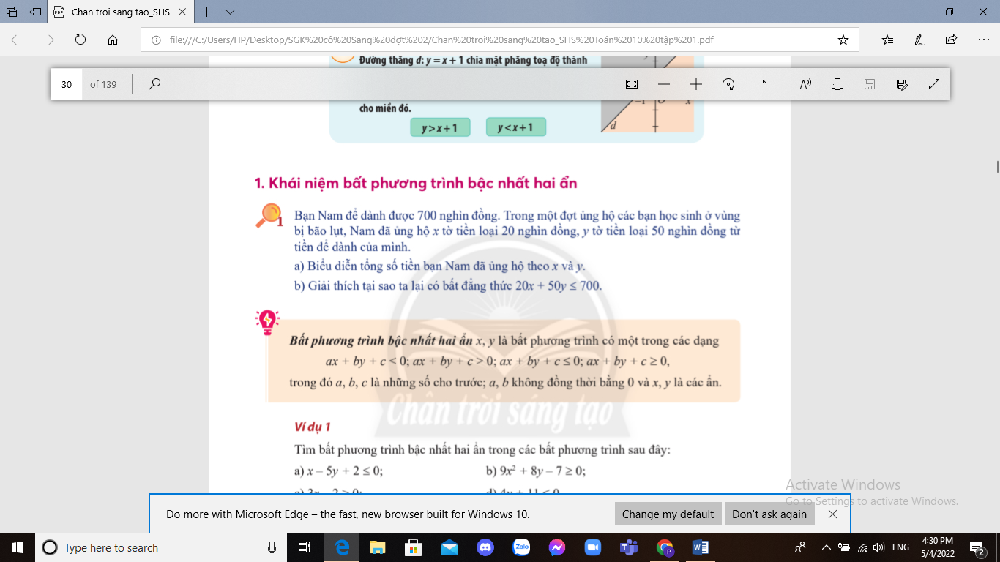 Chan troi sang tao_SHS
file:///C:/Users/HP/Desktop/SGK%20cô%20Sang%20đợt%202/Chan%20troi%20sang%20tao_SHS%20Toán%2010%20tập%201.pdf
Đường thẳng d: y = x + 1 chia mặt phẳng toạ độ thành
30 of 139
cho miền đó.
–1 O x
y > x + 1 y < x + 1
d
1. Khái niệm bất phương trình bậc nhất hai ẩn
1
Bạn Nam để dành được 700 nghìn đồng. Trong một đợt ủng hộ các bạn học sinh ở vùng
bị bão lụt, Nam đã ủng hộ x tờ tiền loại 20 nghìn đồng, y tờ tiền loại 50 nghìn đồng từ
tiền để dành của mình.
a) Biểu diễn tổng số tiền bạn Nam đã ủng hộ theo x và y.
b) Giải thích tại sao ta lại có bất đẳng thức 20x + 50y ≤ 700.
Bất phương trình bậc nhất hai ẩn x, y là bất phương trình có một trong các dạng
ax + by + c < 0; ax + by + c > 0; ax + by + c ≤ 0; ax + by + c ≥ 0,
trong đó a, b, c là những số cho trước; a, b không đồng thời bằng 0 và x, y là các ẩn.
Chân trời sáng tạo
Ví dụ 1
Tìm bất phương trình bậc nhất hai ẩn trong các bất phương trình sau đây:
a) x – 5y + 2 ≤ 0; b) 9x² + 8y – 7 ≥ 0;
Activate Windows
Go to Settings to activate Windows.
Do more with Microsoft Edge – the fast, new browser built for Windows 10.
Change my default
Don't ask again
Type here to search
Zalo
P
ENG
4:30 PM
5/4/2022
2